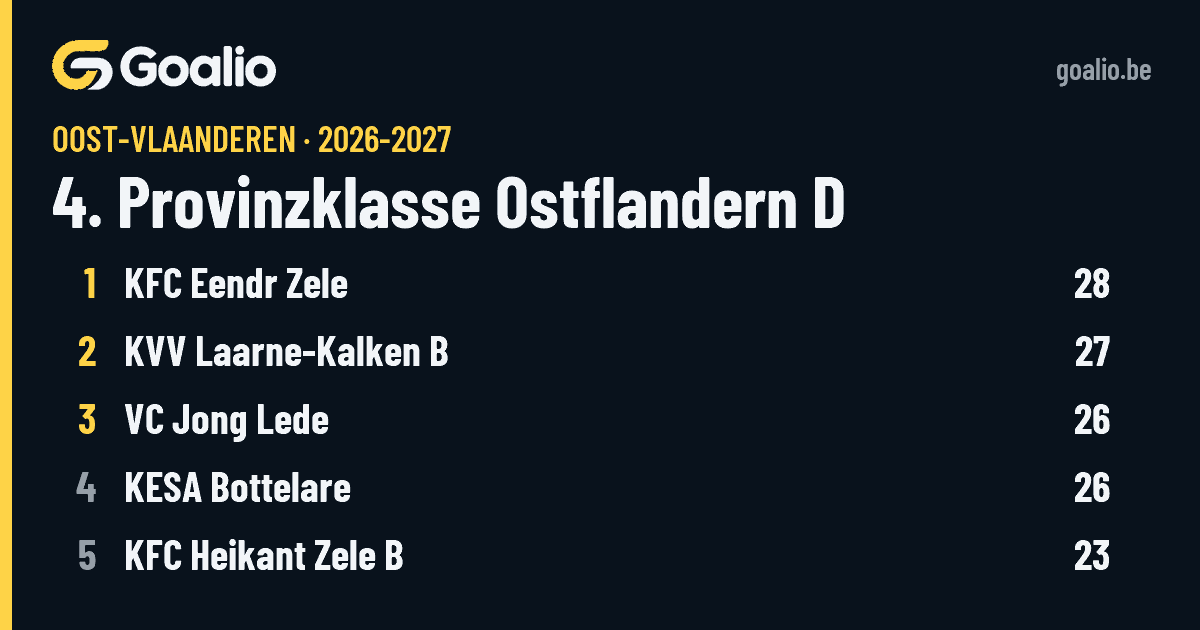 Goalio
goalio.be
OOST-VLAANDEREN · 2026-2027
4. Provinzklasse Ostflandern D
1 KFC Eendr Zele 28
2 KVV Laarne-Kalken B 27
3 VC Jong Lede 26
4 KESA Bottelare 26
5 KFC Heikant Zele B 23